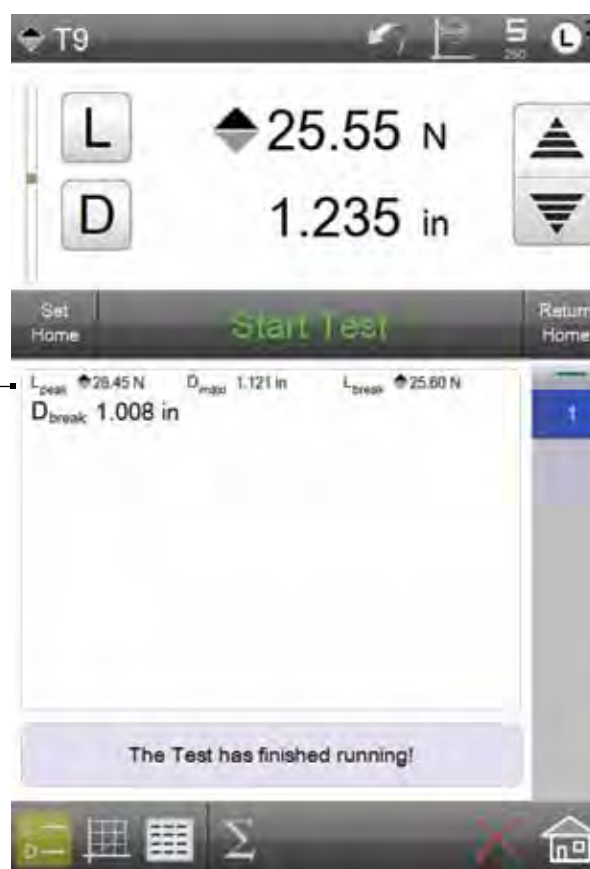 T9
5
250
L
L 25.55 N
D 1.235 in
Set Home
Start Test
Return Home
Lpeak 28.45 N Dmax 1.121 in Lbreak 25.60 N
Dbreak 1.008 in
1
The Test has finished running!
D
Σ